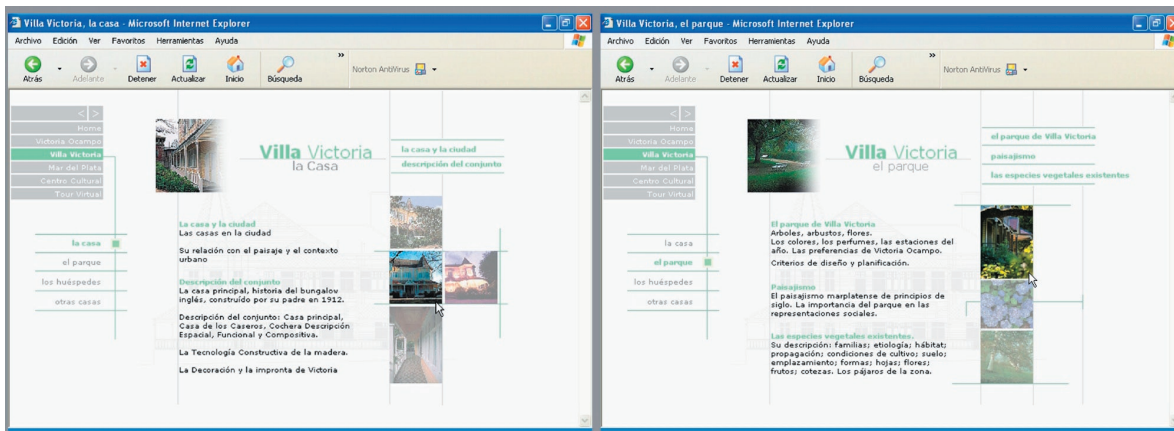 Villa Victoria, la casa - Microsoft Internet Explorer
Archivo Edición Ver Favoritos Herramientas Ayuda
Atrás Adelante Detener Actualizar Inicio Búsqueda » Norton AntiVirus
< >
Home
Victoria Ocampo
Villa Victoria
Mar del Plata
Centro Cultural
Tour Virtual
la casa
el parque
los huéspedes
otras casas
Villa Victoria
la Casa
la casa y la ciudad
descripción del conjunto
La casa y la ciudad
Las casas en la ciudad
Su relación con el paisaje y el contexto
urbano
Descripción del conjunto
La casa principal, historia del bungalov
inglés, construído por su padre en 1912.
Descripción del conjunto: Casa principal,
Casa de los Caseros, Cochera Descripción
Espacial, Funcional y Compositiva.
La Tecnología Constructiva de la madera.
La Decoración y la impronta de Victoria
Villa Victoria, el parque - Microsoft Internet Explorer
Archivo Edición Ver Favoritos Herramientas Ayuda
Atrás Adelante Detener Actualizar Inicio Búsqueda » Norton AntiVirus
< >
Home
Victoria Ocampo
Villa Victoria
Mar del Plata
Centro Cultural
Tour Virtual
la casa
el parque
los huéspedes
otras casas
Villa Victoria
el parque
el parque de Villa Victoria
paisajismo
las especies vegetales existentes
El parque de Villa Victoria
Arboles, arbustos, flores.
Los colores, los perfumes, las estaciones del
año. Las preferencias de Victoria Ocampo.
Criterios de diseño y planificación.
Paisajismo
El paisajismo marplatense de principios de
siglo. La importancia del parque en las
representaciones sociales.
Las especies vegetales existentes.
Su descripción: familias; etiología; hábitat;
propagación; condiciones de cultivo; suelo;
emplazamiento; formas; hojas; flores;
frutos; cotezas. Los pájaros de la zona.